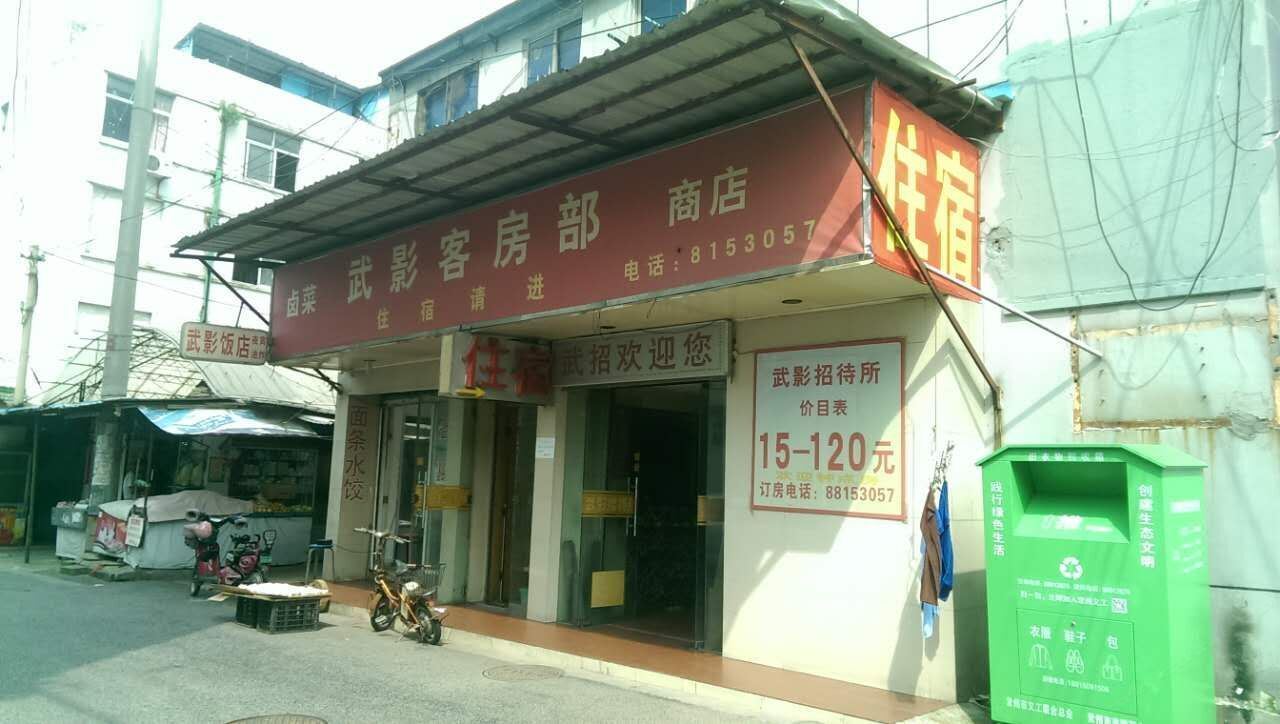 卤菜
武影客房部
商店
住宿请进
电话:8153057
住宿
武影饭店
住宿
武招欢迎您
面条水饺
武影招待所
价目表
15-120元
订房电话:88153057
践行绿色生活
创建生态文明
衣服 鞋子 包